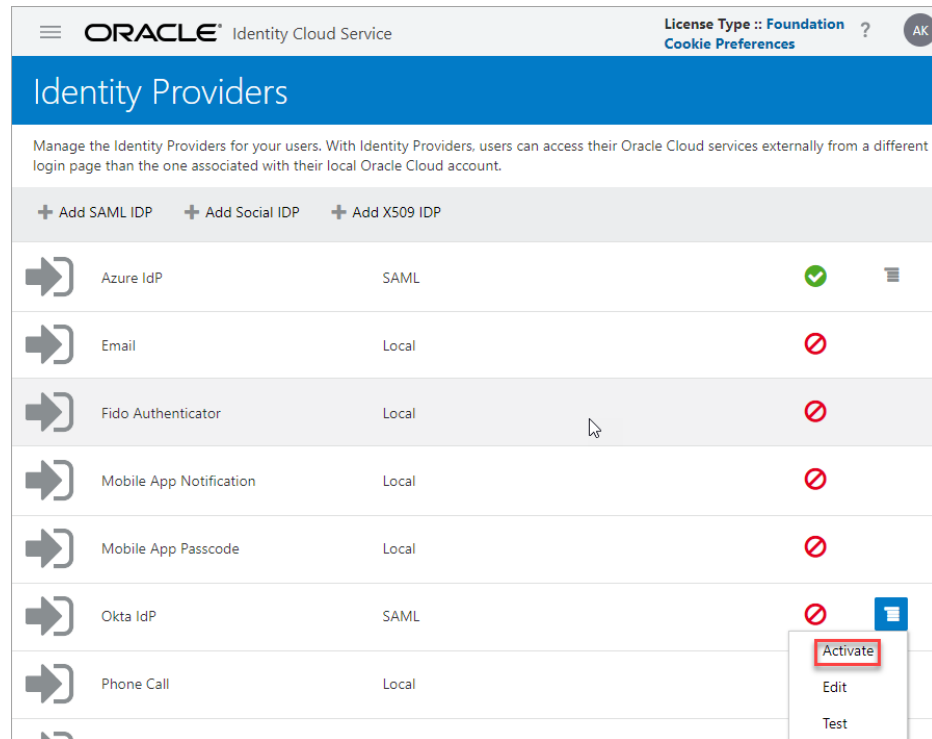 ORACLE® Identity Cloud Service
License Type :: Foundation
Cookie Preferences
?
AK
Identity Providers
Manage the Identity Providers for your users. With Identity Providers, users can access their Oracle Cloud services externally from a different
login page than the one associated with their local Oracle Cloud account.
Add SAML IDP Add Social IDP Add X509 IDP
Azure IdP SAML
Email Local
Fido Authenticator Local
Mobile App Notification Local
Mobile App Passcode Local
Okta IdP SAML
Activate
Phone Call Local
Edit
Test